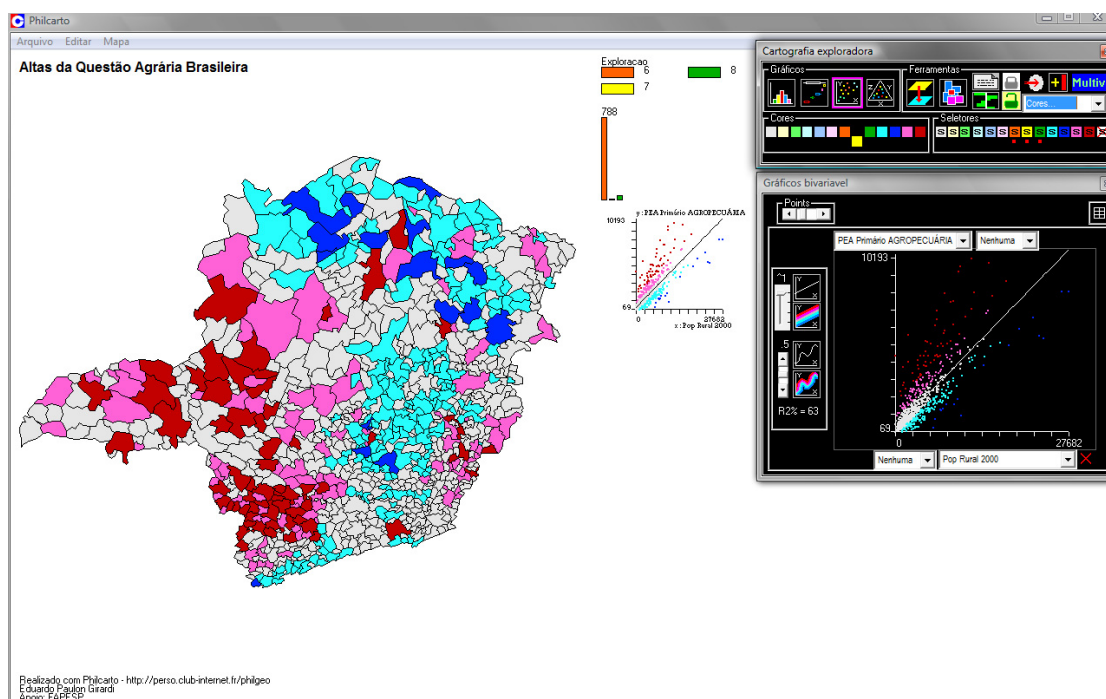 Philcarto
Arquivo Editar Mapa
Altas da Questão Agrária Brasileira
Exploracao
6
8
7
788
y : PEA Primário AGROPECUÁRIA
10193
69
0
27682
x : Pop Rural 2000
Realizado com Philcarto - http://perso.club-internet.fr/philgeo
Eduardo Paulon Girardi
Apoio: FAPESP
Cartografia exploradora
Gráficos
Ferramentas
Multiv
Cores...
Cores
Seletores
S S S S S S S S S S S S S
Gráficos bivariavel
Points
PEA Primário AGROPECUÁRIA
Nenhuma
10193
.5
R2% = 63
69
0
27682
Nenhuma
Pop Rural 2000